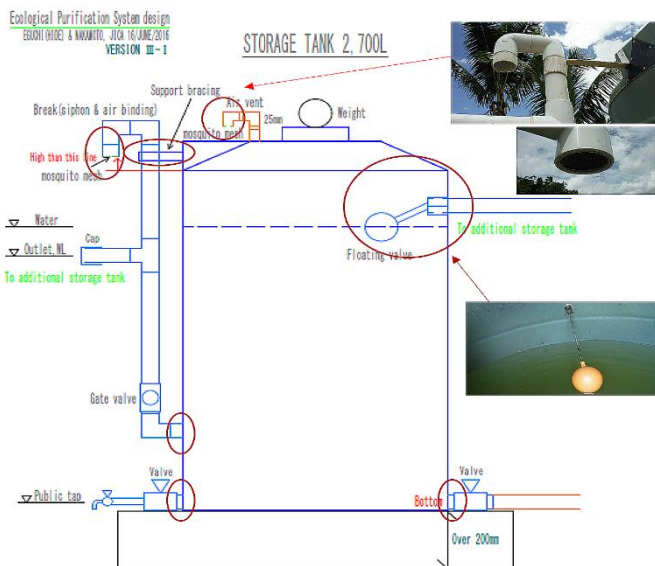 Ecological Purification System design
EGUCHI(HIDE) & NAKAMOTO, JICA 16/JUNE/2016
VERSION Ⅲ-Ⅰ
STORAGE TANK 2,700L
Support bracing
Break(siphon & air binding)
Air vent
25mm
Weight
mosquito mesh
High than this line
mosquito mesh
Water
Cap
Outlet,WL
To additional storage tank
To additional storage tank
Floating valve
Gate valve
Valve
Public tap
Valve
Bottom
Over 200mm